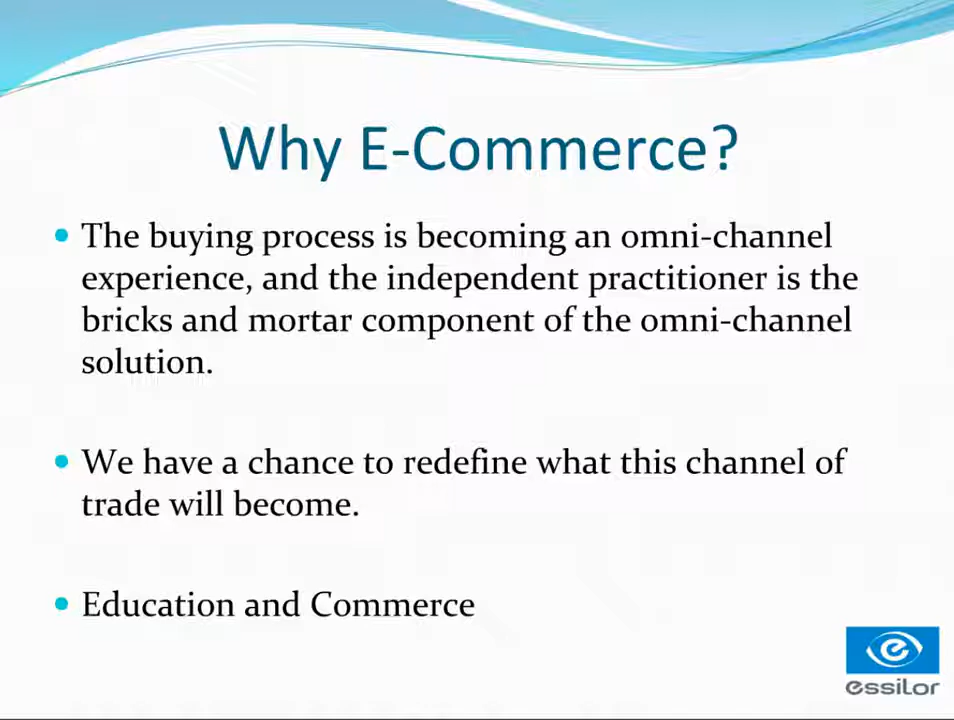 Why E-Commerce?
• The buying process is becoming an omni-channel
experience, and the independent practitioner is the
bricks and mortar component of the omni-channel
solution.
• We have a chance to redefine what this channel of
trade will become.
• Education and Commerce
essilor